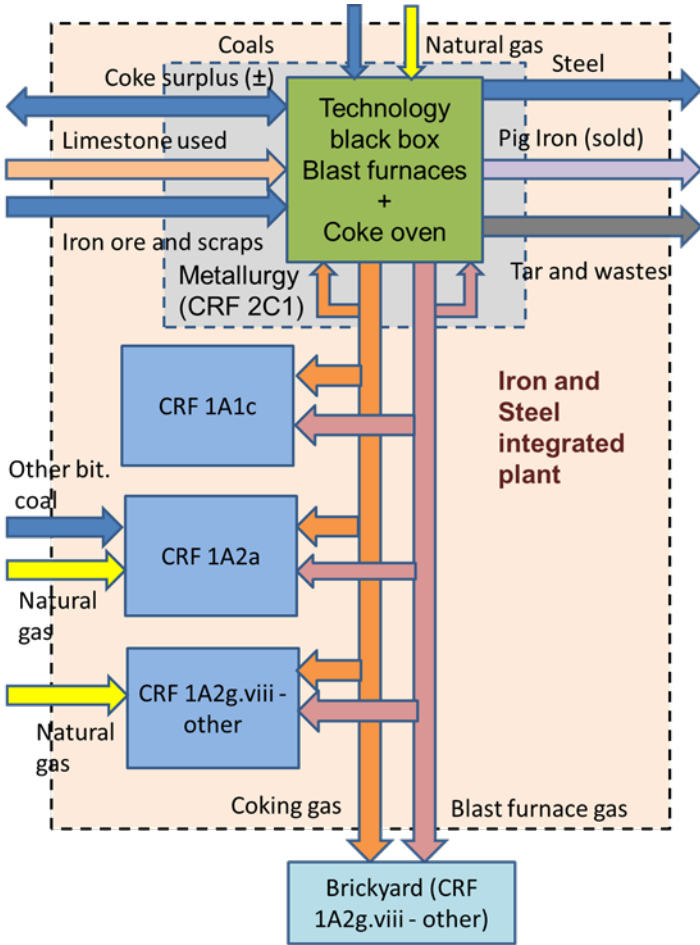 Coals
Natural gas
Coke surplus (±)
Steel
Technology
black box
Blast furnaces
+
Coke oven
Limestone used
Pig Iron (sold)
Iron ore and scraps
Tar and wastes
Metallurgy
(CRF 2C1)
CRF 1A1c
Iron and
Steel
integrated
plant
Other bit.
coal
CRF 1A2a
Natural
gas
CRF 1A2g.viii -
other
Natural
gas
Coking gas
Blast furnace gas
Brickyard (CRF
1A2g.viii - other)